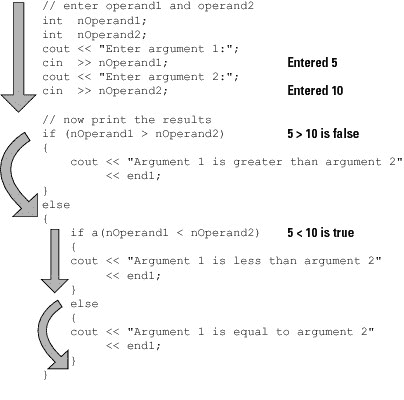 // enter operand1 and operand2
int  nOperand1;
int  nOperand2;
cout << "Enter argument 1:";
cin  >> nOperand1; Entered 5
cout << "Enter argument 2:";
cin  >> nOperand2; Entered 10
// now print the results
if (nOperand1 > nOperand2) 5 > 10 is false
{
cout << "Argument 1 is greater than argument 2"
<< endl;
}
else
{
if a(nOperand1 < nOperand2) 5 < 10 is true
{
cout << "Argument 1 is less than argument 2"
<< endl;
}
else
{
cout << "Argument 1 is equal to argument 2"
<< endl;
}
}